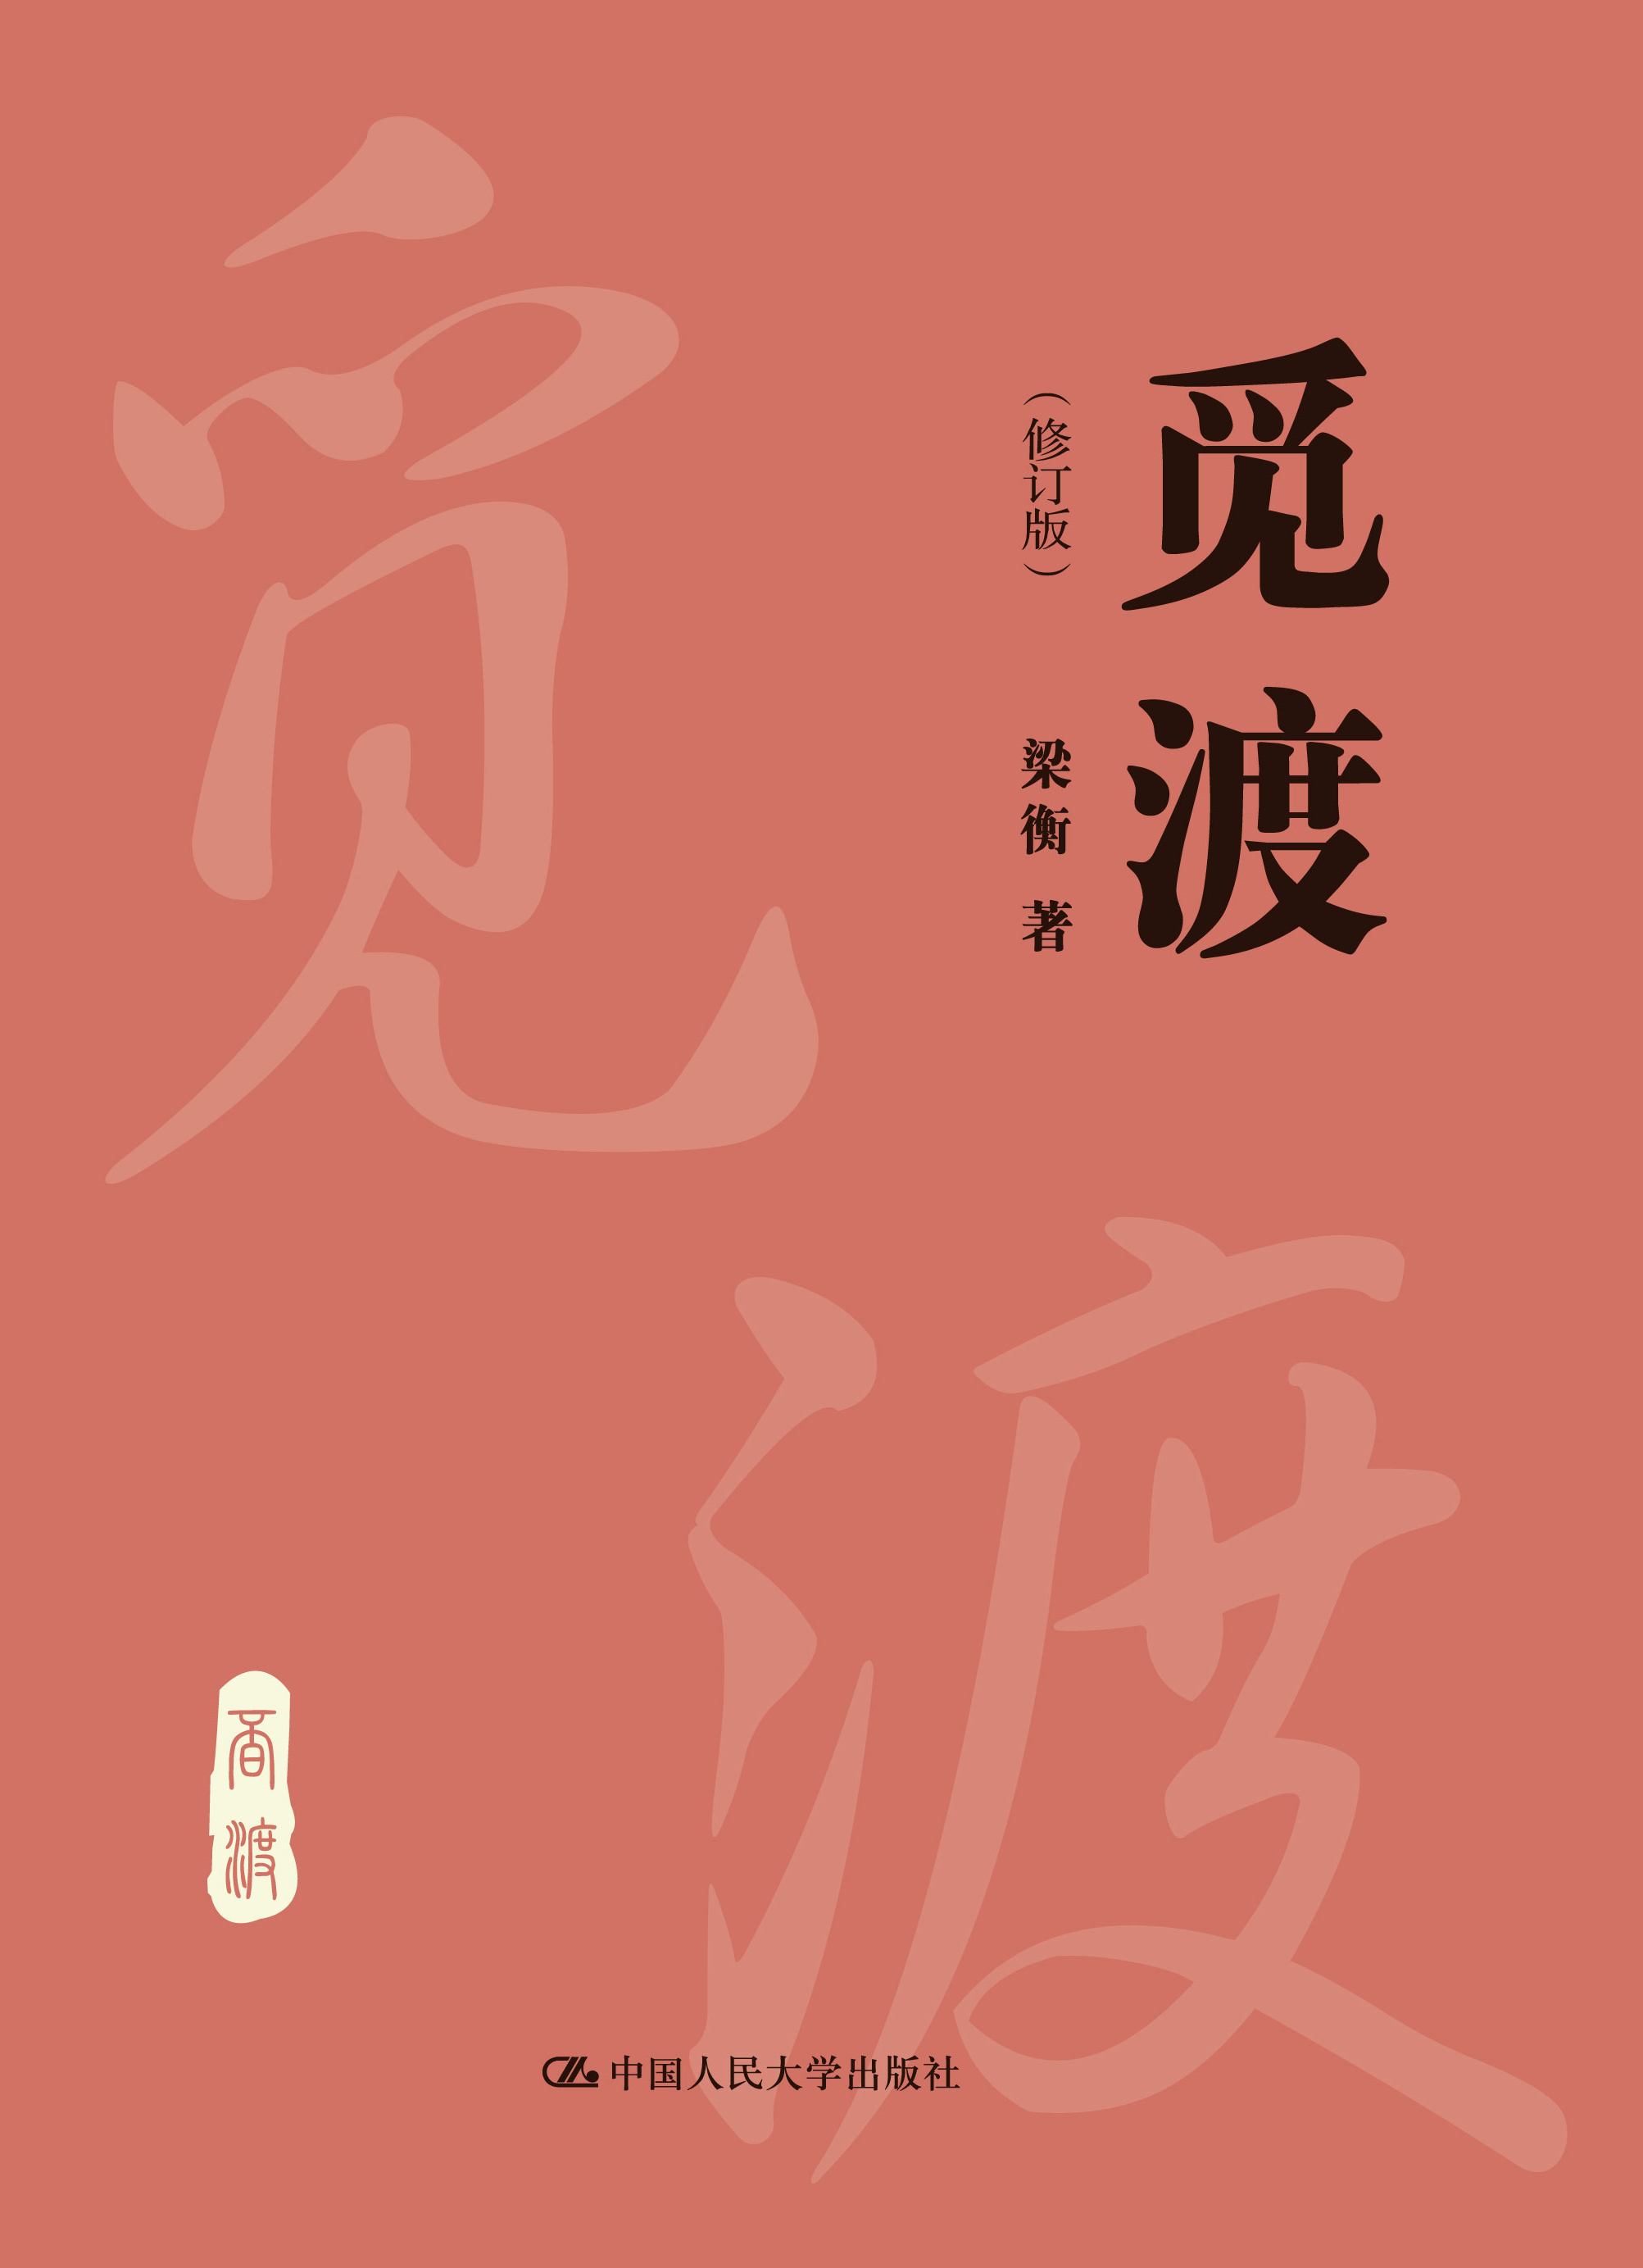 觅渡
（修订版）
梁衡 著
觅渡
中国人民大学出版社